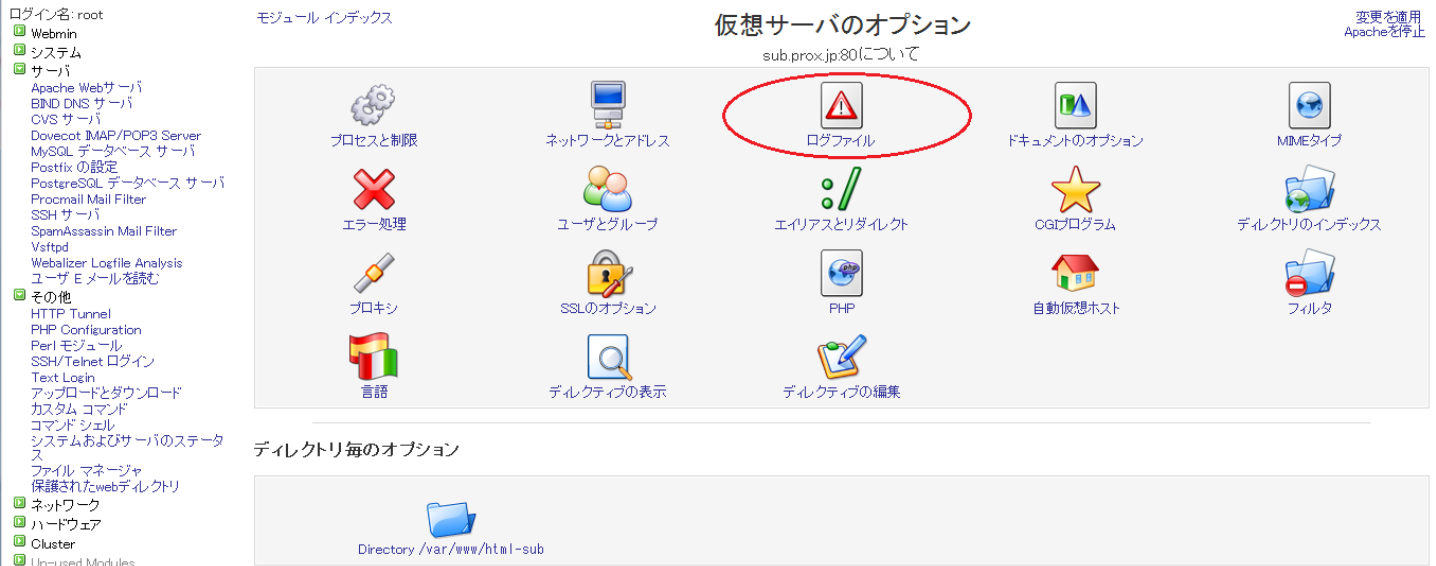 ログイン名: root
Webmin
システム
サーバ
Apache Webサーバ
BIND DNS サーバ
CVS サーバ
Dovecot IMAP/POP3 Server
MySQL データベース サーバ
Postfix の設定
PostgreSQL データベース サーバ
Procmail Mail Filter
SSH サーバ
SpamAssassin Mail Filter
Vsftpd
Webalizer Logfile Analysis
ユーザ E メールを読む
その他
HTTP Tunnel
PHP Configuration
Perl モジュール
SSH/Telnet ログイン
Text Login
アップロードとダウンロード
カスタム コマンド
コマンド シェル
システムおよびサーバのステータ
ス
ファイル マネージャ
保護されたwebディレクトリ
ネットワーク
ハードウェア
Cluster
Un-used Modules
モジュール インデックス
仮想サーバのオプション
sub.prox.jp:80について
変更を適用
Apacheを停止
プロセスと制限
ネットワークとアドレス
ログファイル
ドキュメントのオプション
MIMEタイプ
エラー処理
ユーザとグループ
エイリアスとリダイレクト
CGIプログラム
ディレクトリのインデックス
プロキシ
SSLのオプション
php
PHP
自動仮想ホスト
フィルタ
言語
ディレクティブの表示
ディレクティブの編集
ディレクトリ毎のオプション
Directory /var/www/html-sub